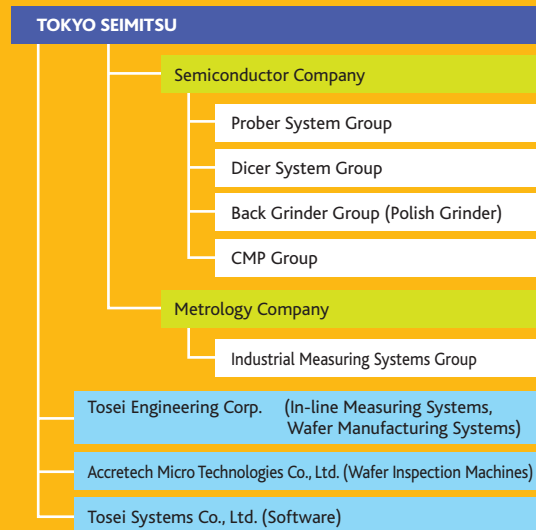 TOKYO SEIMITSU
Semiconductor Company
Prober System Group
Dicer System Group
Back Grinder Group (Polish Grinder)
CMP Group
Metrology Company
Industrial Measuring Systems Group
Tosei Engineering Corp. (In-line Measuring Systems,
Wafer Manufacturing Systems)
Accretech Micro Technologies Co., Ltd. (Wafer Inspection Machines)
Tosei Systems Co., Ltd. (Software)